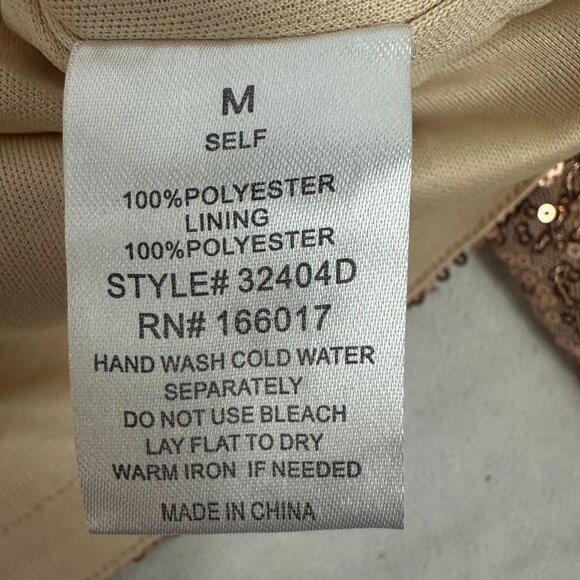 M
SELF
100%POLYESTER
LINING
100%POLYESTER
STYLE# 32404D
RN# 166017
HAND WASH COLD WATER
SEPARATELY
DO NOT USE BLEACH
LAY FLAT TO DRY
WARM IRON IF NEEDED
MADE IN CHINA